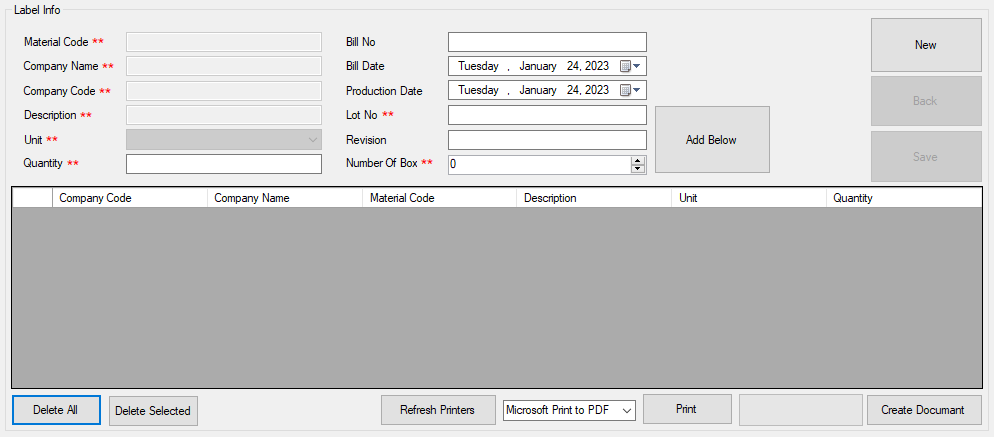 Label Info
Material Code ** Bill No New
Company Name ** Bill Date Tuesday , January 24, 2023
Company Code ** Production Date Tuesday , January 24, 2023 Back
Description ** Lot No **
Unit ** Revision Add Below
Quantity ** Number Of Box ** 0 Save
Company Code Company Name Material Code Description Unit Quantity
Delete All Delete Selected Refresh Printers Microsoft Print to PDF Print Create Documant